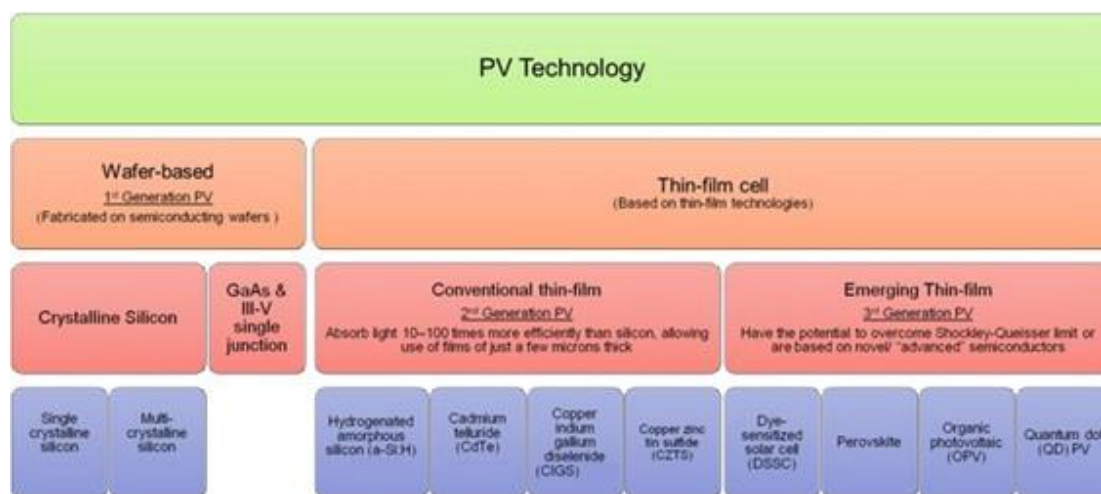 PV Technology
Wafer-based
1st Generation PV
(Fabricated on semiconducting wafers )
Thin-film cell
(Based on thin-film technologies)
Crystalline Silicon
GaAs &
III-V
single
junction
Conventional thin-film
2nd Generation PV
Absorb light 10–100 times more efficiently than silicon, allowing
use of films of just a few microns thick
Emerging Thin-film
3rd Generation PV
Have the potential to overcome Shockley-Queisser limit or
are based on novel/ "advanced" semiconductors
Single
crystalline
silicon
Multi-
crystalline
silicon
Hydrogenated
amorphous
silicon (a-Si:H)
Cadmium
telluride
(CdTe)
Copper
indium
gallium
diselenide
(CIGS)
Copper zinc
tin sulfide
(CZTS)
Dye-
sensitized
solar cell
(DSSC)
Perovskite
Organic
photovoltaic
(OPV)
Quantum dot
(QD) PV